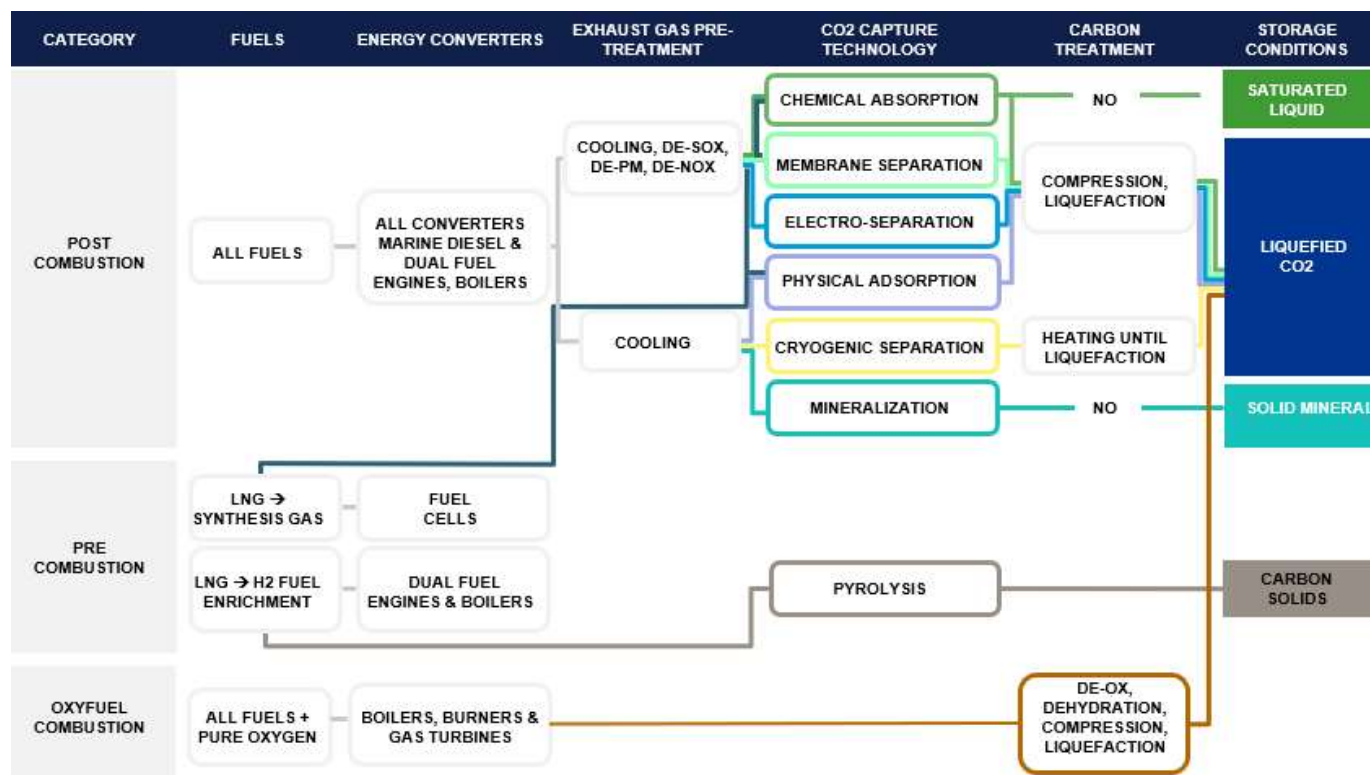 CATEGORY
FUELS
ENERGY CONVERTERS
EXHAUST GAS PRE-
TREATMENT
CO2 CAPTURE
TECHNOLOGY
CARBON
TREATMENT
STORAGE
CONDITIONS
POST
COMBUSTION
ALL FUELS
ALL CONVERTERS
MARINE DIESEL &
DUAL FUEL
ENGINES, BOILERS
COOLING, DE-SOX,
DE-PM, DE-NOX
COOLING
CHEMICAL ABSORPTION
MEMBRANE SEPARATION
ELECTRO-SEPARATION
PHYSICAL ADSORPTION
CRYOGENIC SEPARATION
MINERALIZATION
NO
COMPRESSION,
LIQUEFACTION
HEATING UNTIL
LIQUEFACTION
NO
SATURATED
LIQUID
LIQUEFIED
CO2
SOLID MINERAL
PRE
COMBUSTION
LNG →
SYNTHESIS GAS
FUEL
CELLS
LNG → H2 FUEL
ENRICHMENT
DUAL FUEL
ENGINES & BOILERS
PYROLYSIS
CARBON
SOLIDS
OXYFUEL
COMBUSTION
ALL FUELS +
PURE OXYGEN
BOILERS, BURNERS &
GAS TURBINES
DE-OX,
DEHYDRATION,
COMPRESSION,
LIQUEFACTION